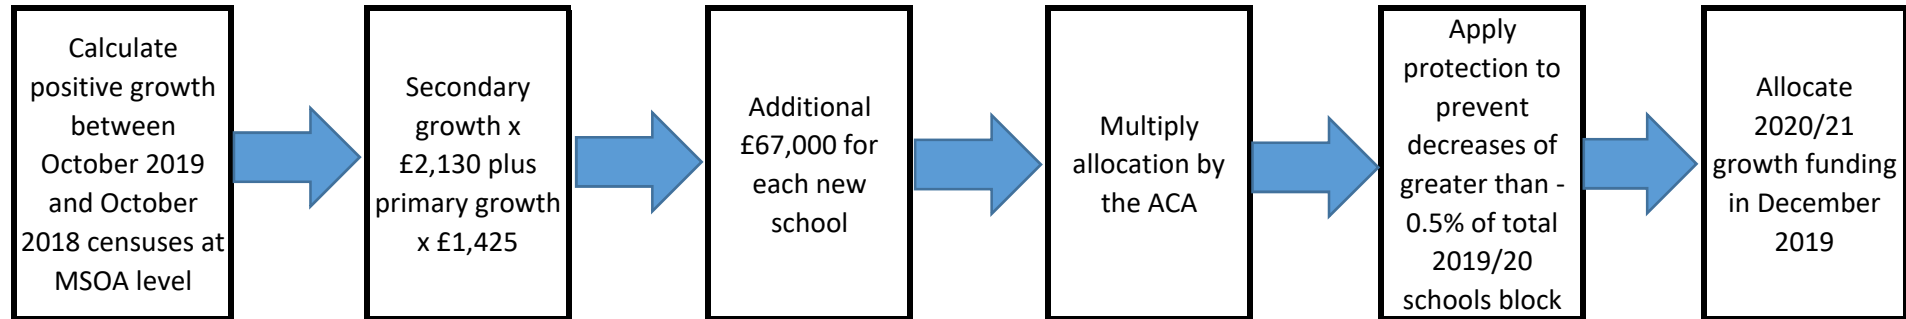 Calculate
positive growth
between
October 2019
and October
2018 censuses at
MSOA level
Secondary
growth x
£2,130 plus
primary growth
x £1,425
Additional
£67,000 for
each new
school
Multiply
allocation by
the ACA
Apply
protection to
prevent
decreases of
greater than -
0.5% of total
2019/20
schools block
Allocate
2020/21
growth funding
in December
2019